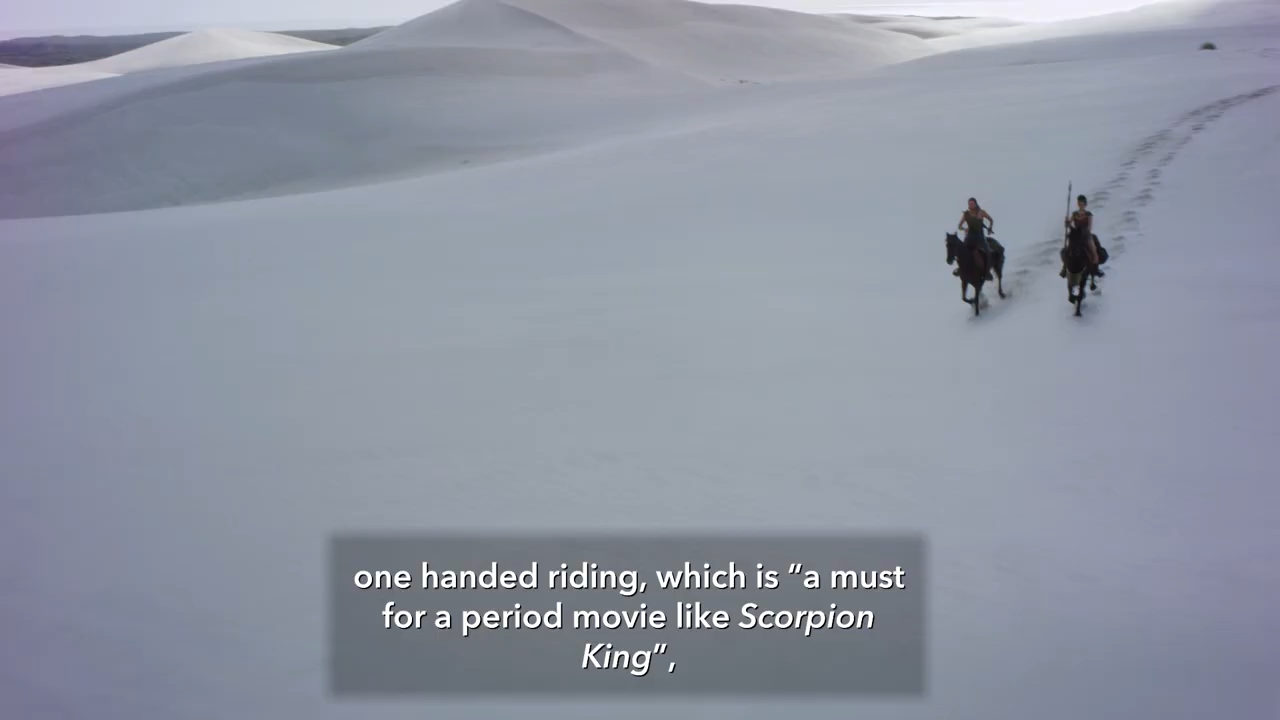 one handed riding, which is "a must
for a period movie like Scorpion
King",